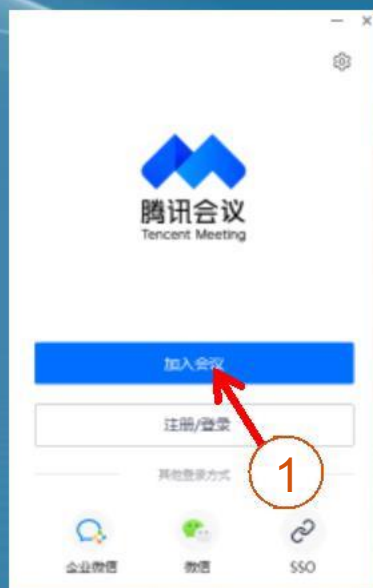 腾讯会议
Tencent Meeting
加入会议
注册/登录
其他登录方式
1
企业微信
微信
SSO